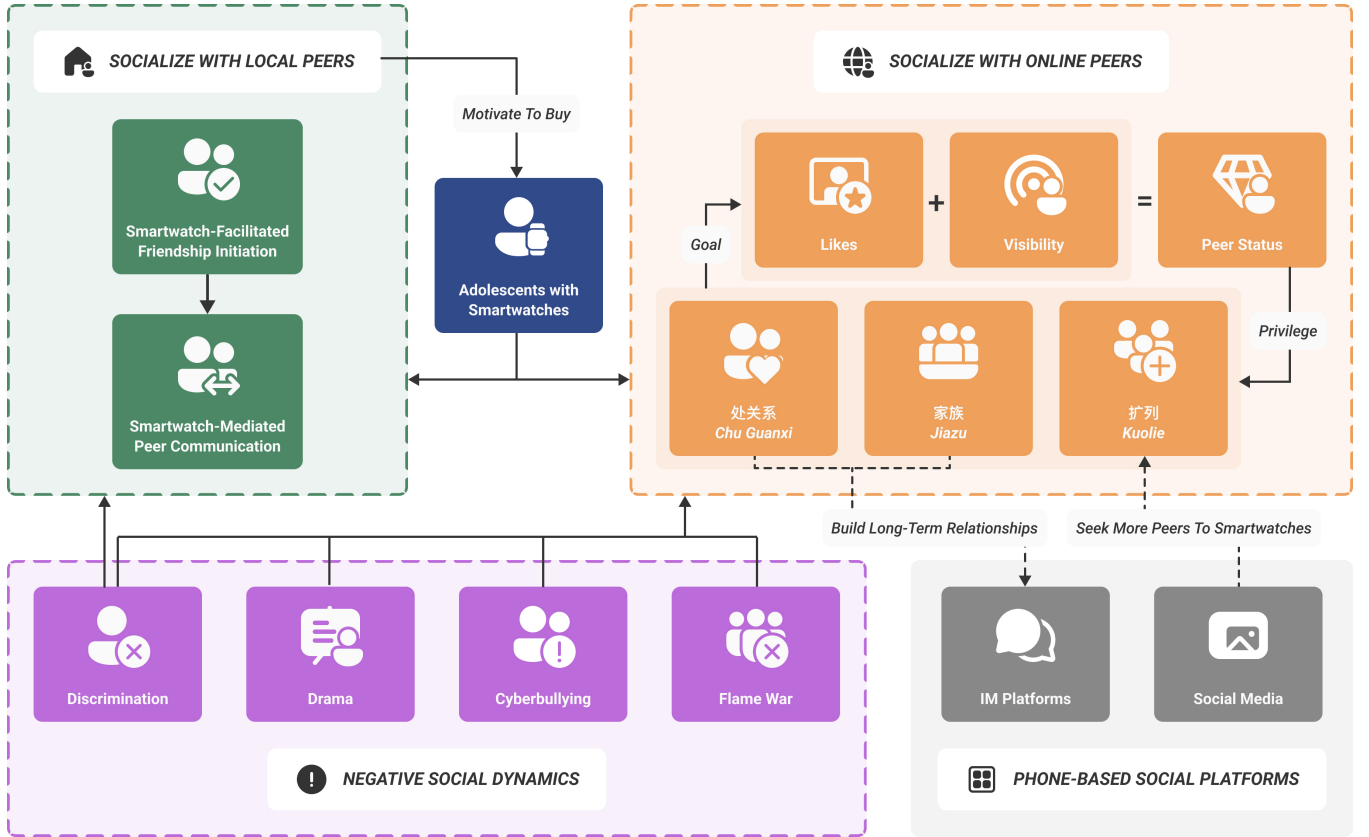 SOCIALIZE WITH LOCAL PEERS
Smartwatch-Facilitated
Friendship Initiation
Smartwatch-Mediated
Peer Communication
Motivate To Buy
Adolescents with
Smartwatches
SOCIALIZE WITH ONLINE PEERS
Likes
+
Visibility
=
Peer Status
Goal
Privilege
处关系
Chu Guanxi
家族
Jiazu
扩列
Kuolie
Build Long-Term Relationships
Seek More Peers To Smartwatches
Discrimination
Drama
Cyberbullying
Flame War
NEGATIVE SOCIAL DYNAMICS
IM Platforms
Social Media
PHONE-BASED SOCIAL PLATFORMS